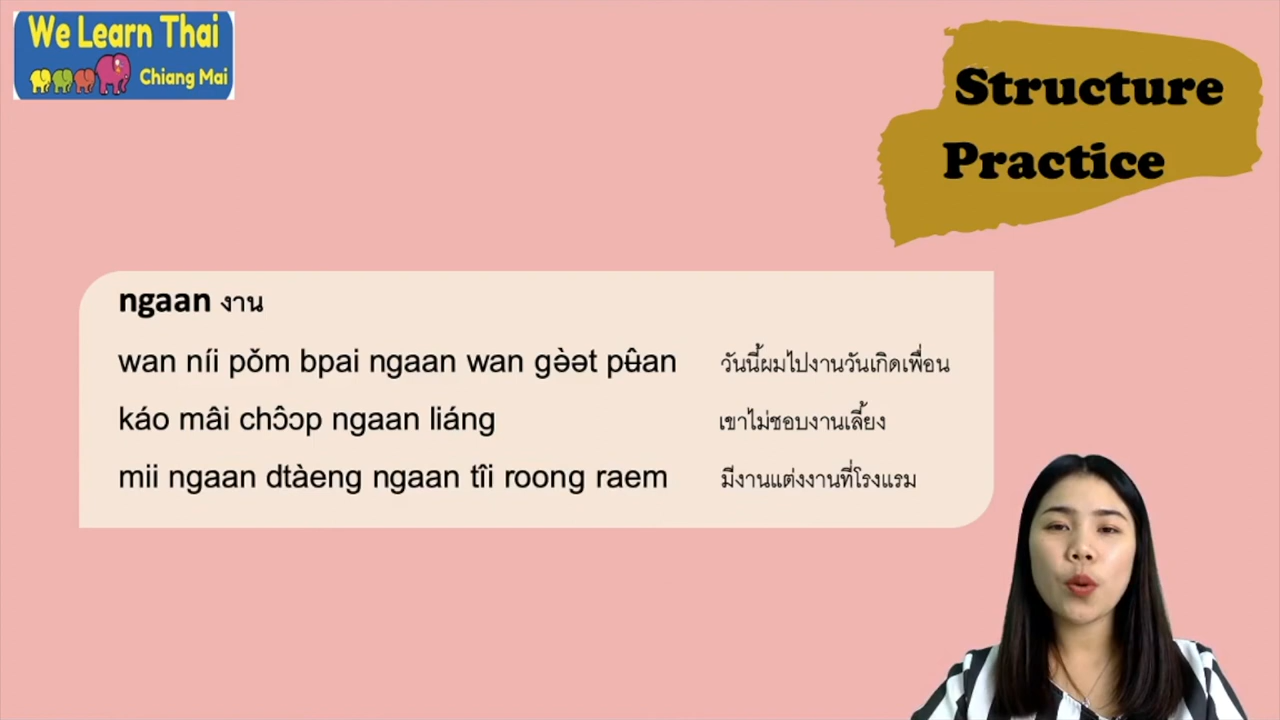 We Learn Thai
Chiang Mai
Structure
Practice
ngaan งาน
wan níi pǒm bpai ngaan wan gə̀ət pʉ̂an วันนี้ผมไปงานวันเกิดเพื่อน
káo mâi chɔ̂ɔp ngaan liáng เขาไม่ชอบงานเลี้ยง
mii ngaan dtàeng ngaan tîi roong raem มีงานแต่งงานที่โรงแรม